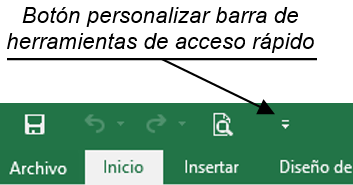 Botón personalizar barra de
herramientas de acceso rápido
Archivo Inicio Insertar Diseño de